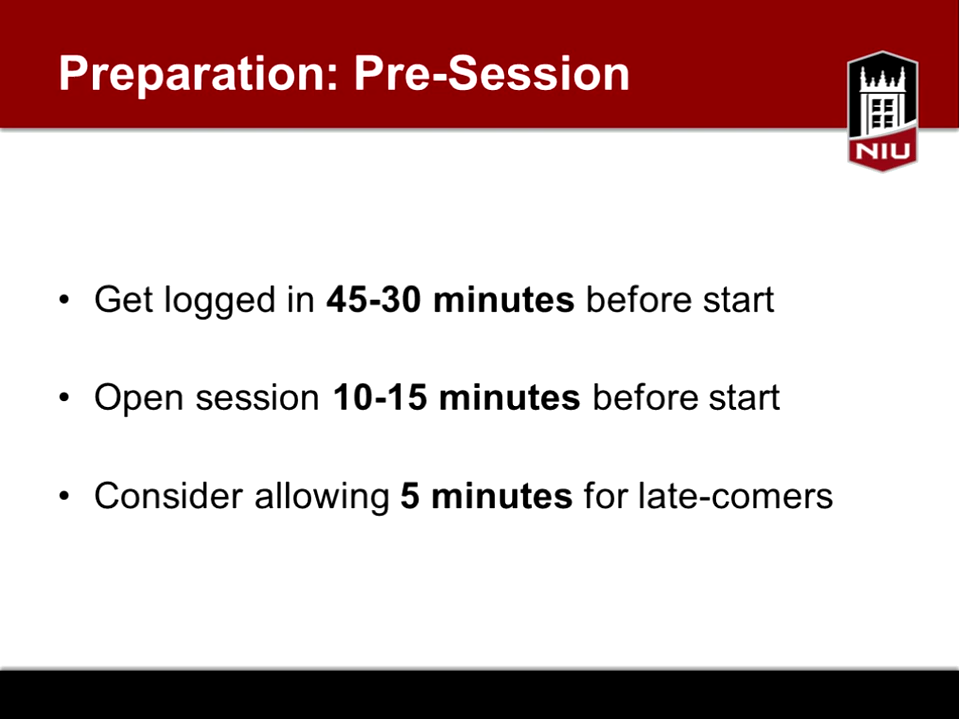 Preparation: Pre-Session
NIU
• Get logged in 45-30 minutes before start
• Open session 10-15 minutes before start
• Consider allowing 5 minutes for late-comers